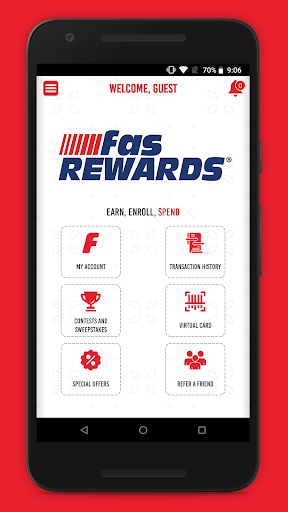 70% 9:06
WELCOME, GUEST
0
fas
REWARDS®
EARN, ENROLL, SPEND
F
MY ACCOUNT
TRANSACTION HISTORY
CONTESTS AND
SWEEPSTAKES
VIRTUAL CARD
SPECIAL OFFERS
REFER A FRIEND